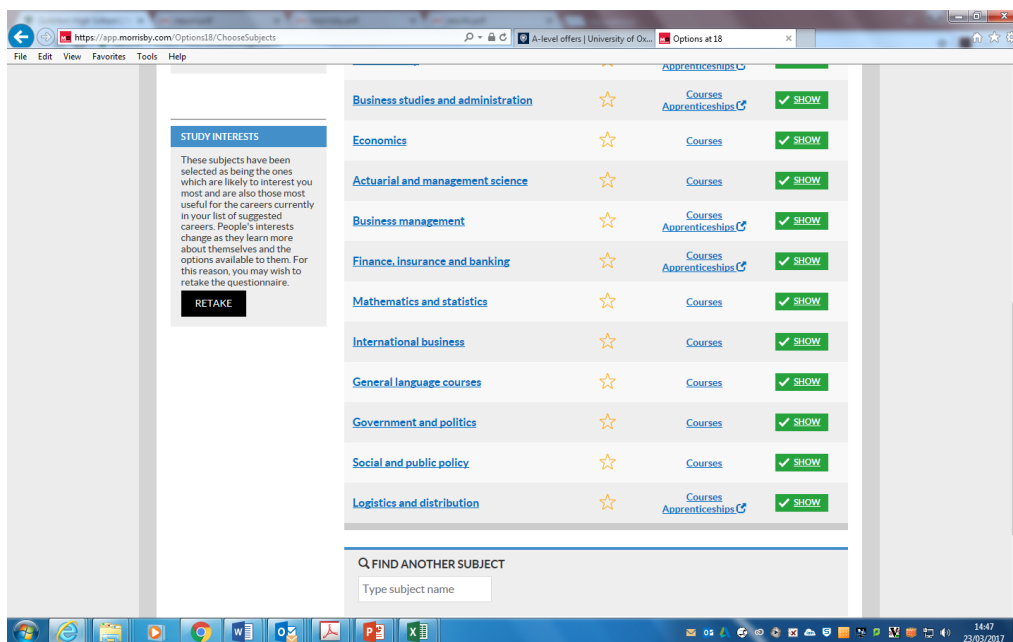 https://app.morrisby.com/Options18/ChooseSubjects
A-level offers | University of Ox...
Options at 18
File Edit View Favorites Tools Help
Apprenticeships
Business studies and administration
Courses
Apprenticeships
SHOW
STUDY INTERESTS
These subjects have been
selected as being the ones
which are likely to interest you
most and are also those most
useful for the careers currently
in your list of suggested
careers. People's interests
change as they learn more
about themselves and the
options available to them. For
this reason, you may wish to
retake the questionnaire.
RETAKE
Economics
Courses
SHOW
Actuarial and management science
Courses
SHOW
Business management
Courses
Apprenticeships
SHOW
Finance, insurance and banking
Courses
Apprenticeships
SHOW
Mathematics and statistics
Courses
SHOW
International business
Courses
SHOW
General language courses
Courses
SHOW
Government and politics
Courses
SHOW
Social and public policy
Courses
SHOW
Logistics and distribution
Courses
Apprenticeships
SHOW
FIND ANOTHER SUBJECT
Type subject name
14:47
23/03/2017